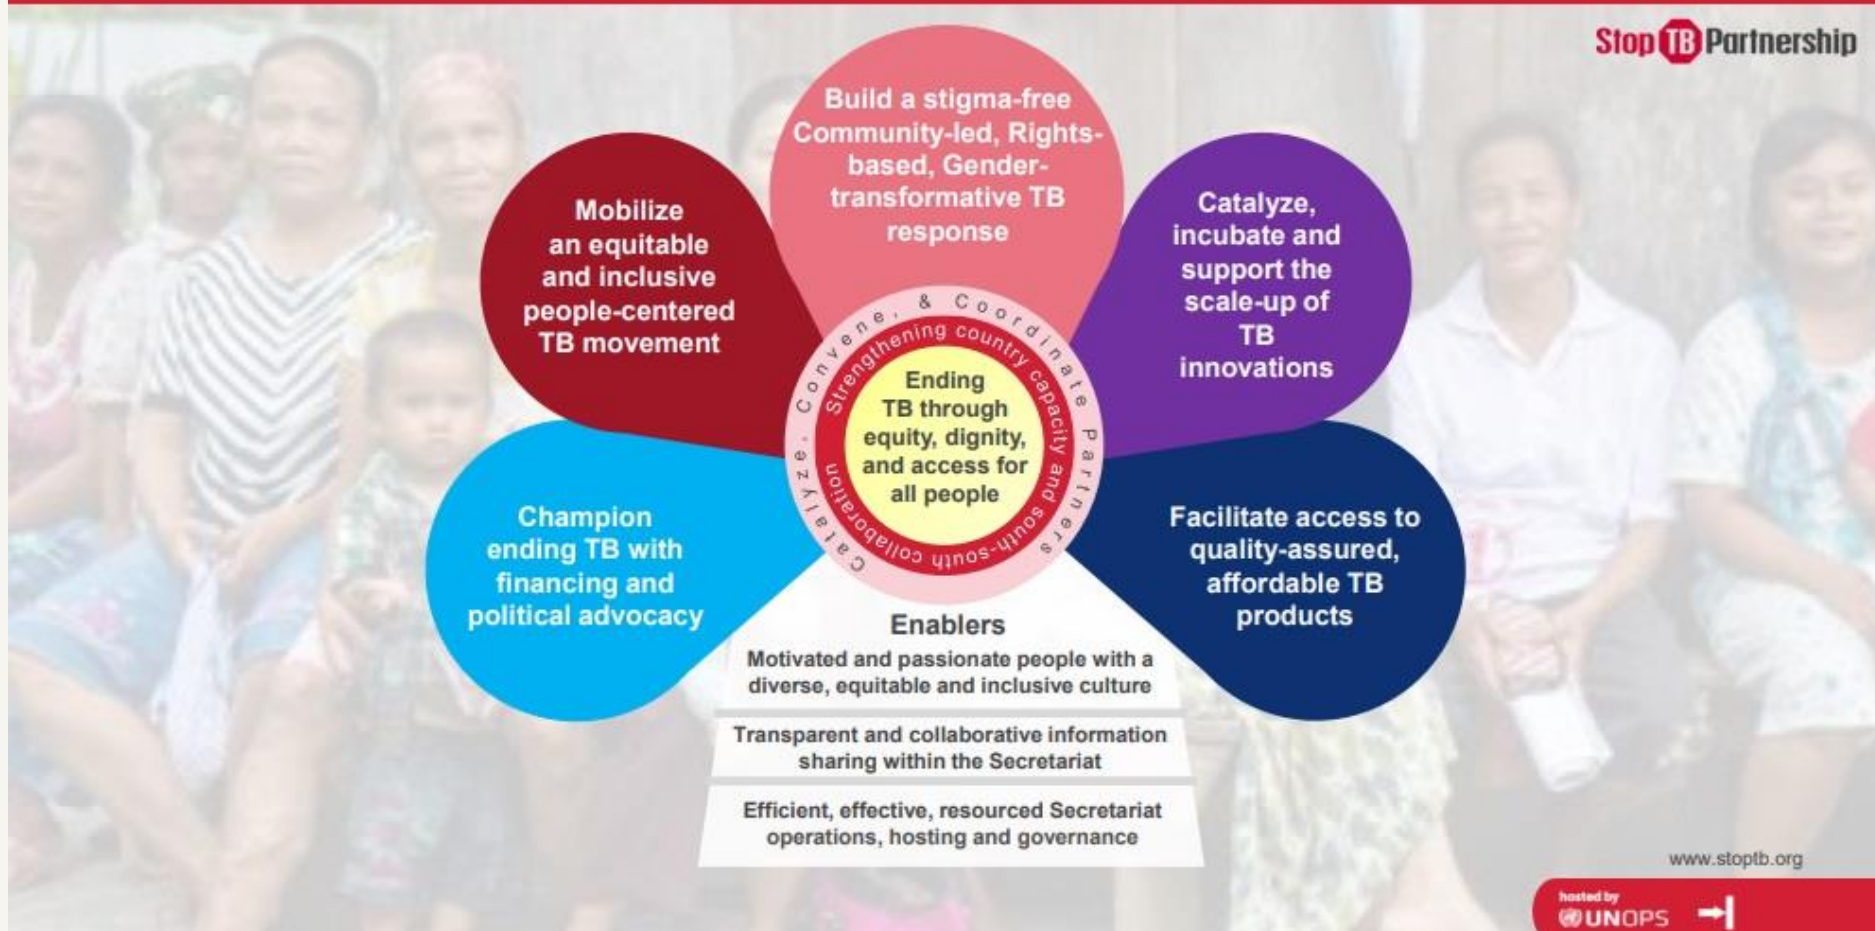 Stop TB Partnership
Build a stigma-free
Community-led, Rights-
based, Gender-
transformative TB
response
Mobilize
an equitable
and inclusive
people-centered
TB movement
Catalyze,
incubate and
support the
scale-up of
TB
innovations
Catalyze, Convene, & Coordinate Partners
Strengthening country capacity and south-south collaboration
Ending
TB through
equity, dignity,
and access for
all people
Champion
ending TB with
financing and
political advocacy
Facilitate access to
quality-assured,
affordable TB
products
Enablers
Motivated and passionate people with a
diverse, equitable and inclusive culture
Transparent and collaborative information
sharing within the Secretariat
Efficient, effective, resourced Secretariat
operations, hosting and governance
www.stoptb.org
hosted by
UNOPS